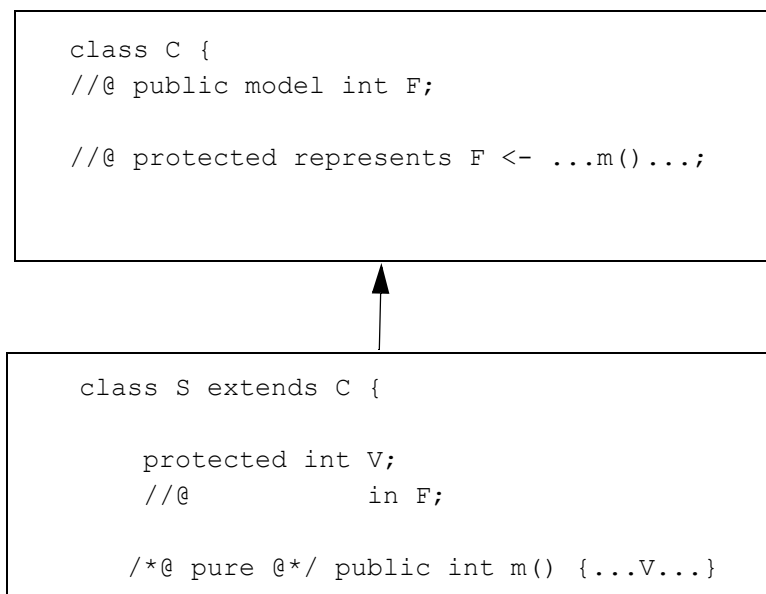 class C {
//@ public model int F;
//@ protected represents F <- ...m()...;
class S extends C {
protected int V;
//@ in F;
/*@ pure @*/ public int m() {...V...}